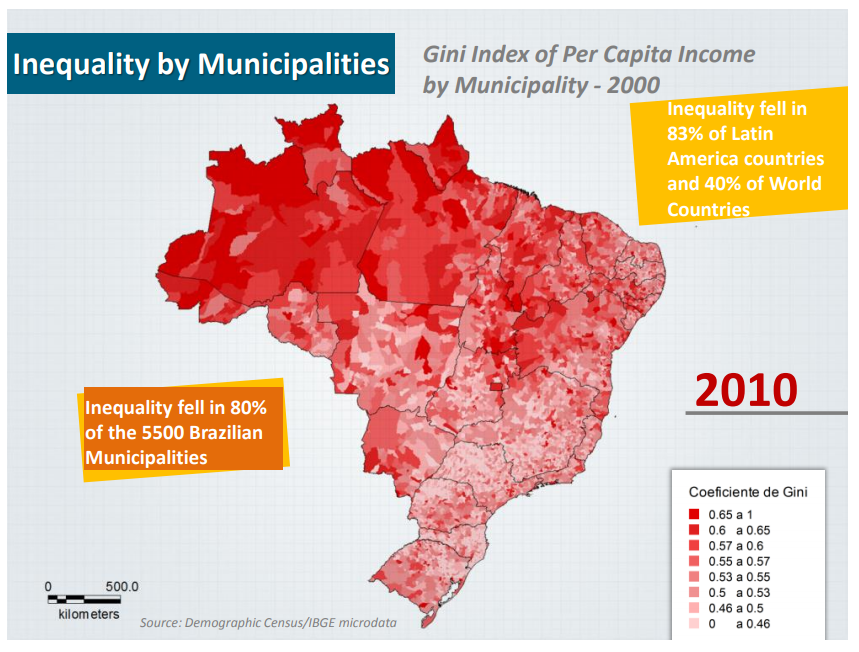 Inequality by Municipalities
Gini Index of Per Capita Income
by Municipality - 2000
Inequality fell in
83% of Latin
America countries
and 40% of World
Countries
2010
Inequality fell in 80%
of the 5500 Brazilian
Municipalities
Coeficiente de Gini
0.65 a 1
0.6 a 0.65
0.57 a 0.6
0.55 a 0.57
0.53 a 0.55
0.5 a 0.53
0.46 a 0.5
0 a 0.46
0 500.0
kilometers
Source: Demographic Census/IBGE microdata